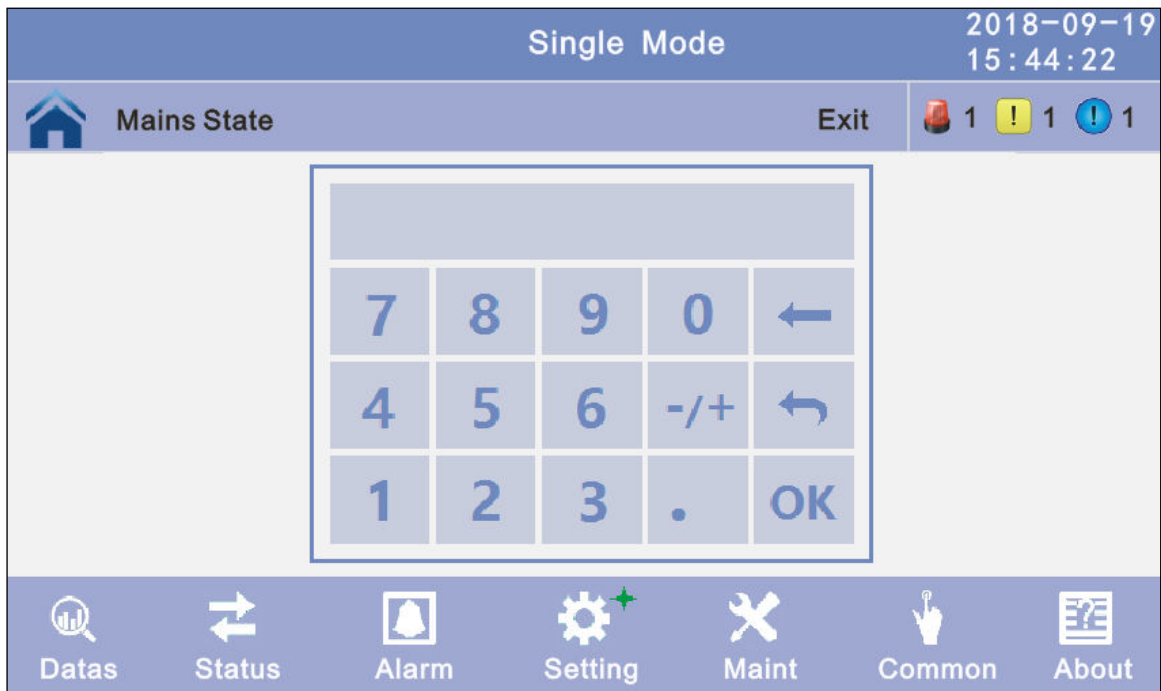 Single Mode
2018-09-19
15:44:22
Mains State
Exit
1
! 1
! 1
7 8 9 0
4 5 6 -/+
1 2 3 . OK
Datas
Status
Alarm
Setting
Maint
Common
?
About